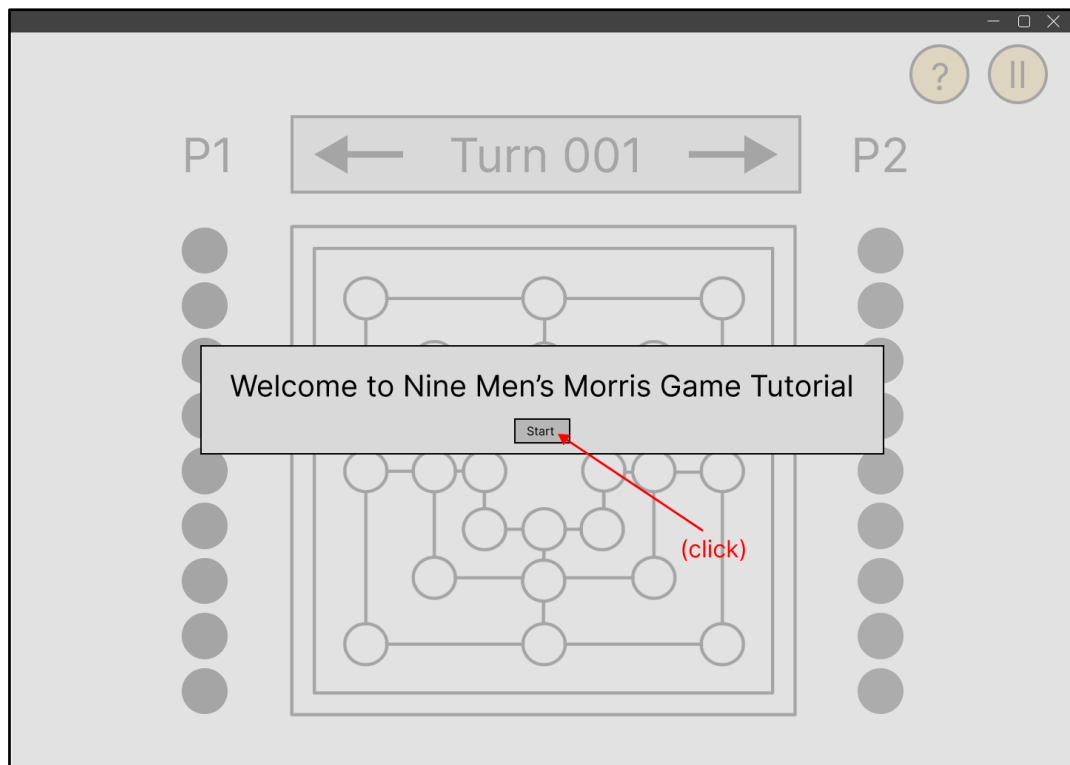 ?
||
P1
Turn 001
P2
Welcome to Nine Men's Morris Game Tutorial
Start
(click)